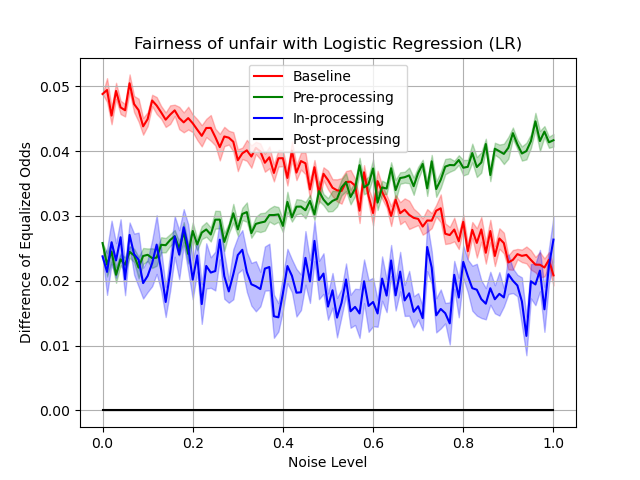 Fairness of unfair with Logistic Regression (LR)
Baseline
Pre-processing
In-processing
Post-processing
Difference of Equalized Odds
0.05
0.04
0.03
0.02
0.01
0.00
0.0 0.2 0.4 0.6 0.8 1.0
Noise Level